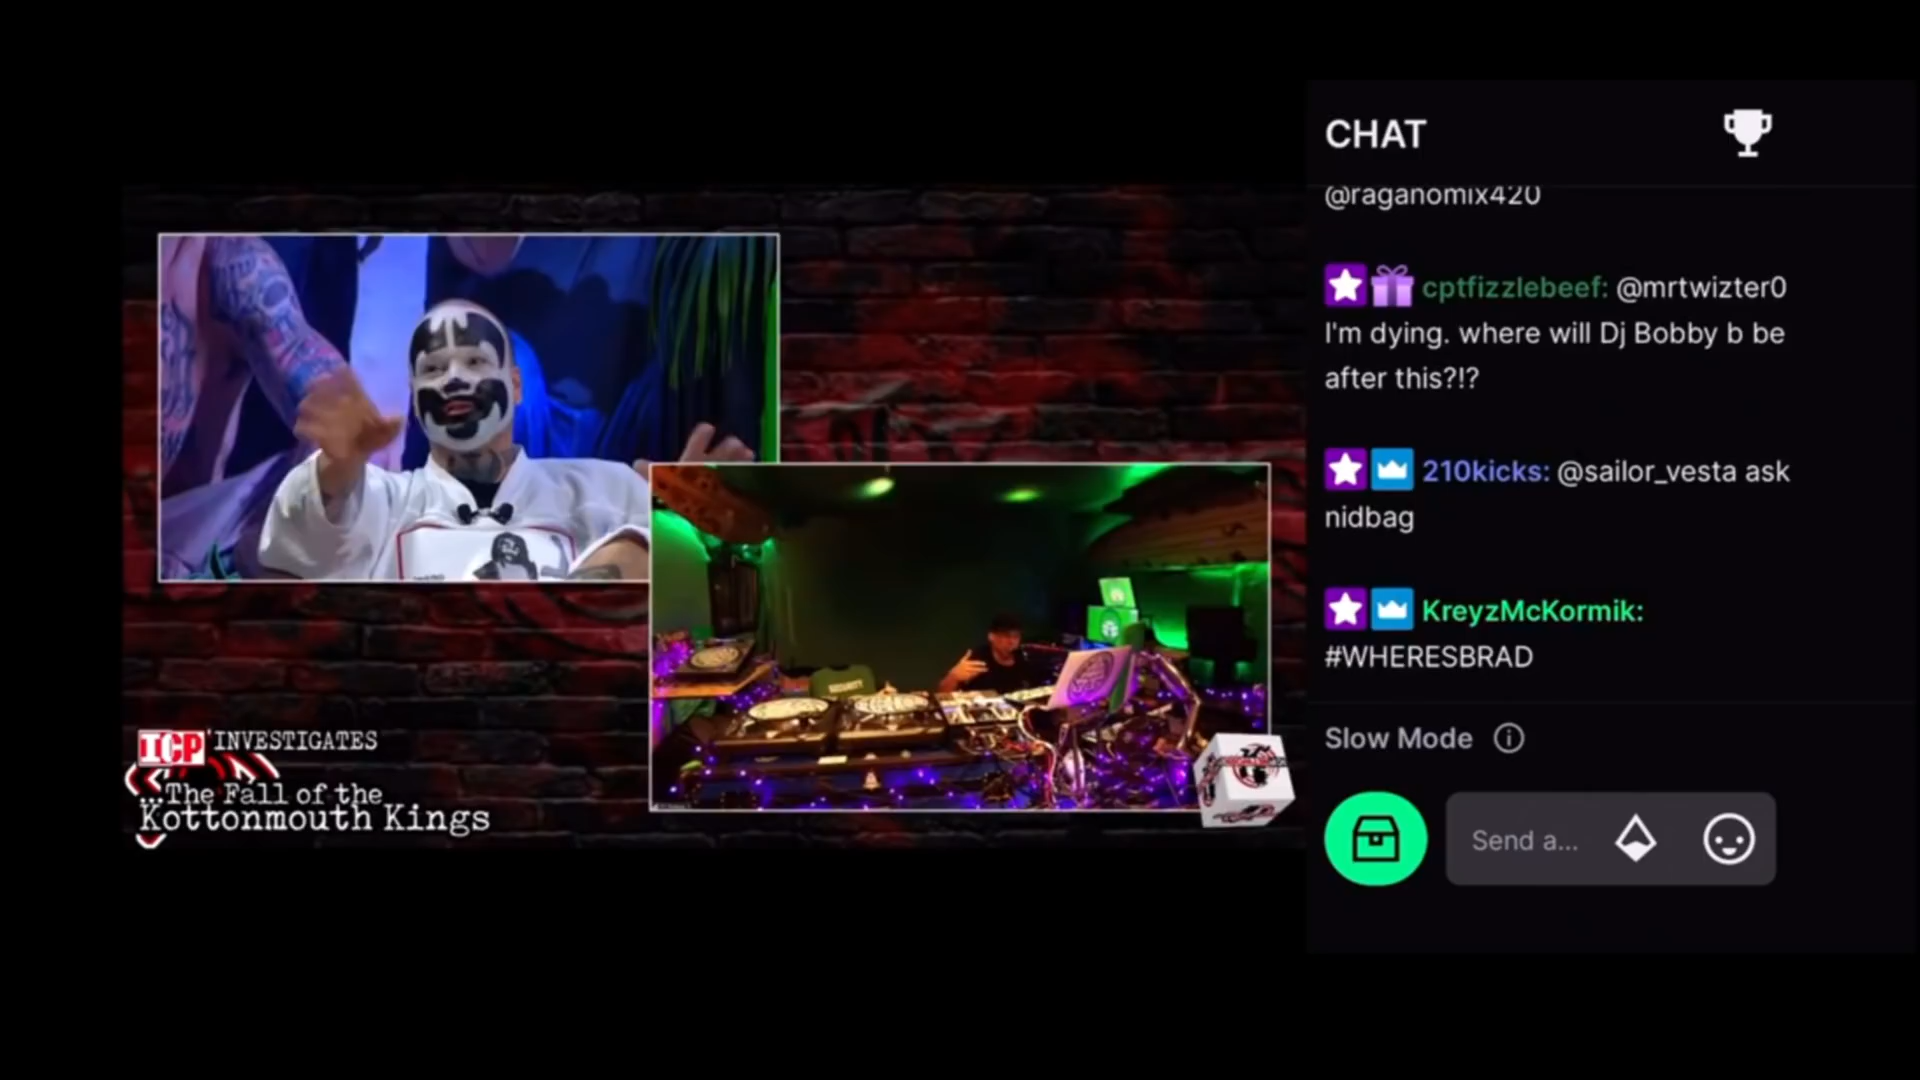 CHAT
@raganomix420
cptfizzlebeef: @mrtwizter0
I'm dying. where will Dj Bobby b be
after this?!?
210kicks: @sailor_vesta ask
nidbag
KreyzMcKormik:
#WHERESBRAD
Slow Mode
Send a...
SECURITY
ICP INVESTIGATES
The Fall of the
Kottonmouth Kings